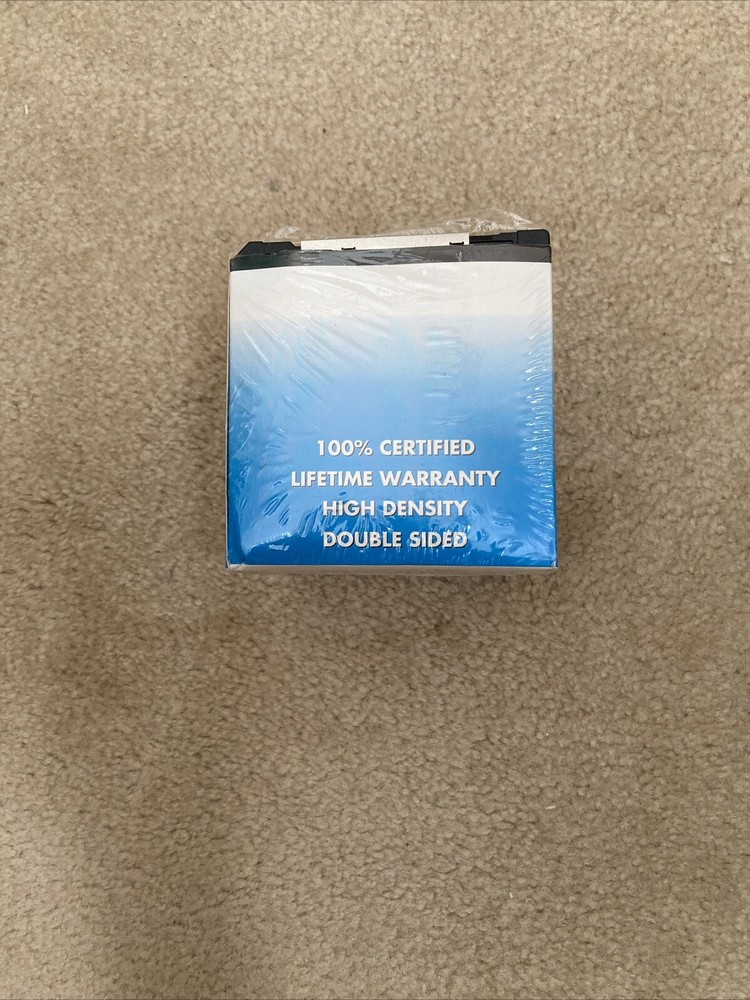 100% CERTIFIED
LIFETIME WARRANTY
HIGH DENSITY
DOUBLE SIDED